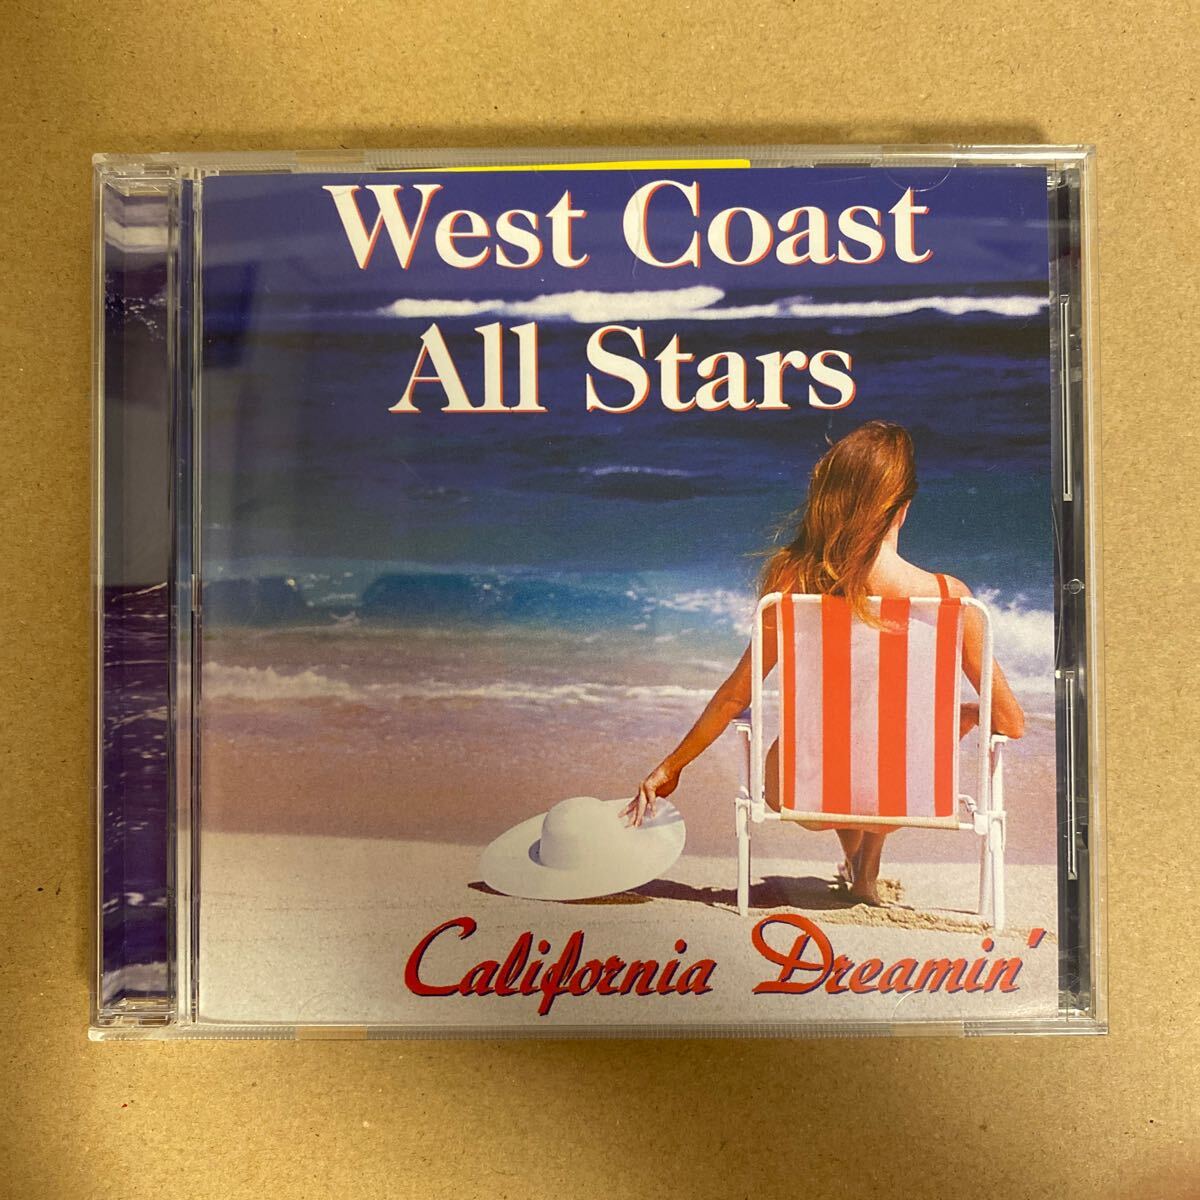 West Coast
All Stars
California Dreamin'